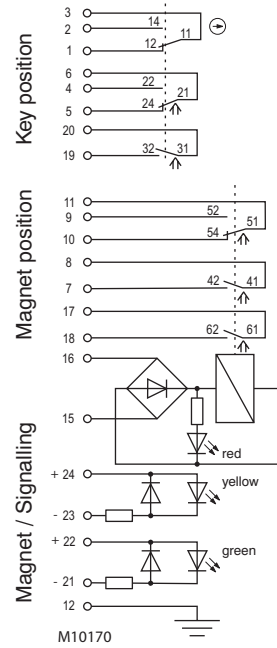 Key position
3
2 14
11
1 12
6
4 22
21
5 24
20
19 32 31
Magnet position
11
9 52
51
10 54
8
7 42 41
17
18 62 61
Magnet / Signalling
16
15
red
+ 24
yellow
- 23
+ 22
green
- 21
12
M10170